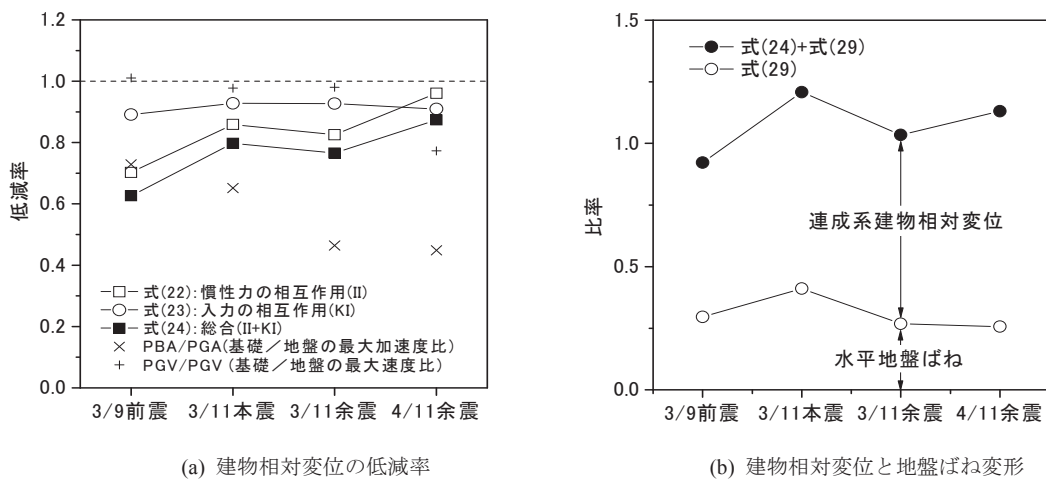 1.4
1.2
1.0
0.8
0.6
0.4
0.2
0.0
低減率
式(22):慣性力の相互作用(II)
式(23):入力の相互作用(KI)
式(24):総合(II+KI)
PBA/PGA(基礎／地盤の最大加速度比)
PGV/PGV (基礎／地盤の最大速度比)
3/9前震 3/11本震 3/11余震 4/11余震
(a) 建物相対変位の低減率
1.5
1.0
0.5
0.0
比率
式(24)+式(29)
式(29)
連成系建物相対変位
水平地盤ばね
3/9前震 3/11本震 3/11余震 4/11余震
(b) 建物相対変位と地盤ばね変形